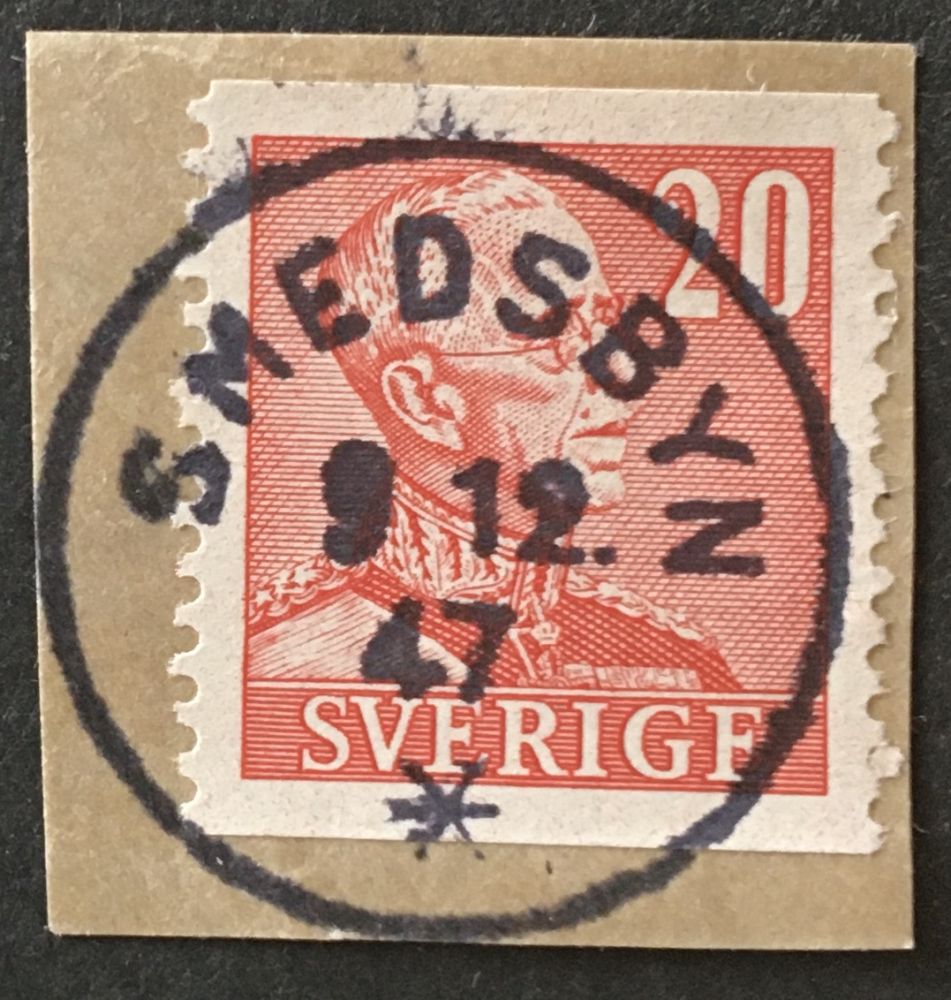 20
SMEDSBYN
9 12.
47
SVERIGE